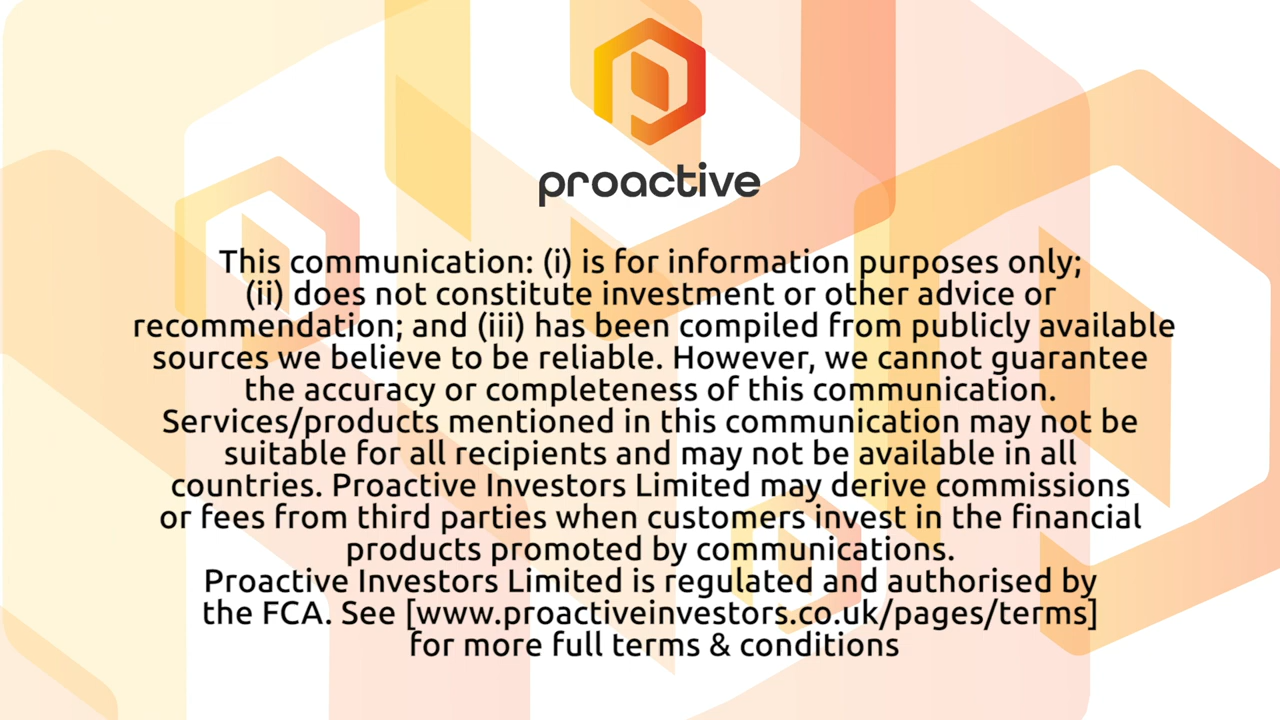 proactive
This communication: (i) is for information purposes only;
(ii) does not constitute investment or other advice or
recommendation; and (iii) has been compiled from publicly available
sources we believe to be reliable. However, we cannot guarantee
the accuracy or completeness of this communication.
Services/products mentioned in this communication may not be
suitable for all recipients and may not be available in all
countries. Proactive Investors Limited may derive commissions
or fees from third parties when customers invest in the financial
products promoted by communications.
Proactive Investors Limited is regulated and authorised by
the FCA. See [www.proactiveinvestors.co.uk/pages/terms]
for more full terms & conditions